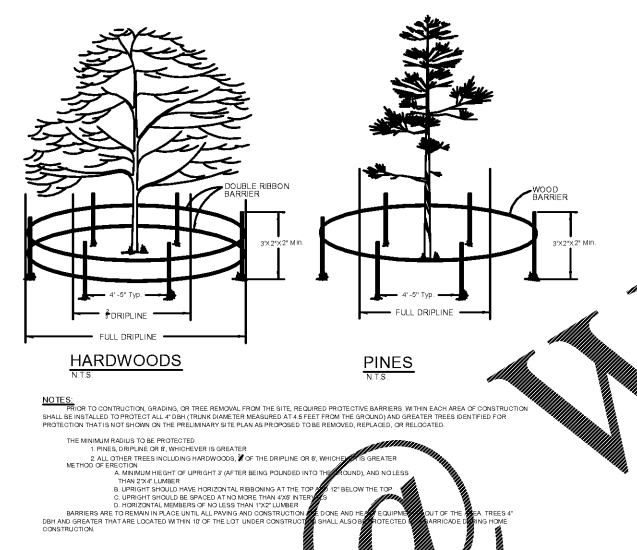 DOUBLE RIBBON
BARRIER
WOOD
BARRIER
3'X2"X2" Min.
3'X2"X2" Min.
4' -5" Typ.
4' -5" Typ.
DRIPLINE
FULL DRIPLINE
FULL DRIPLINE
HARDWOODS
N.T.S.
PINES
N.T.S.
NOTES:
PRIOR TO CONTRUCTION, GRADING, OR TREE REMOVAL FROM THE SITE, REQUIRED PROTECTIVE BARRIERS WITHIN EACH AREA OF CONSTRUCTION
SHALL BE INSTALLED TO PROTECT ALL 4" DBH (TRUNK DIAMETER MEASURED AT 4.5 FEET FROM THE GROUND) AND GREATER TREES IDENTIFED FOR
PROTECTION THAT IS NOT SHOWN ON THE PRELIMINARY SITE PLAN AS PROPOSED TO BE REMOVED, REPLACED, OR RELOCATED.
THE MINIMUM RADIUS TO BE PROTECTED
1. PINES, DRIPLINE OR 8', WHICHEVER IS GREATER
2. ALL OTHER TREES INCLUDING HARDWOODS, OF THE DRIPLINE OR 8', WHICHEVER IS GREATER
METHOD OF ERECTION
A. MINIMUM HIEGHT OF UPRIGHT 3' (AFTER BEING POUNDED INTO THE GROUND), AND NO LESS
THAN 2"X4" LUMBER
B. UPRIGHT SHOULD HAVE HORIZONTAL RIBBONING AT THE TOP AND 12" BELOW THE TOP
C. UPRIGHT SHOULD BE SPACED AT NO MORE THAN 4'X6' INTERVALS
D. HORIZONTAL MEMBERS OF NO LESS THAN 1"X2" LUMBER
BARRIERS ARE TO REMAIN IN PLACE UNTIL ALL PAVING AND CONSTRUCTION ARE DONE AND HEAVY EQUIPMENT OUT OF THE AREA. TREES 4"
DBH AND GREATER THAT ARE LOCATED WITHIN 10' OF THE LOT UNDER CONSTRUCTION SHALL ALSO BE PROTECTED BARRICADE DURING HOME
CONSTRUCTION.
@ W